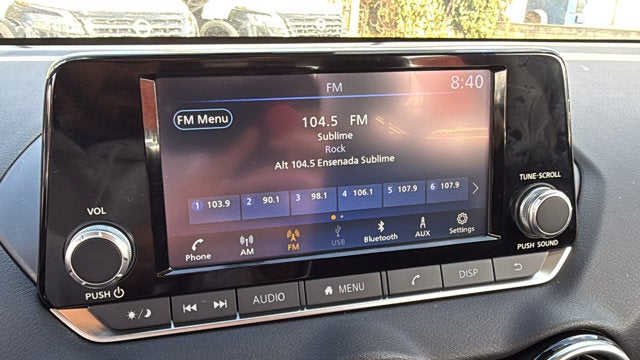 FM
8:40
FM Menu
104.5 FM
Sublime
Rock
Alt 104.5 Ensenada Sublime
1 103.9 2 90.1 3 98.1 4 106.1 5 107.9 6 107.9
Phone AM FM USB Bluetooth AUX Settings
VOL
PUSH
TUNE·SCROLL
PUSH SOUND
AUDIO MENU DISP